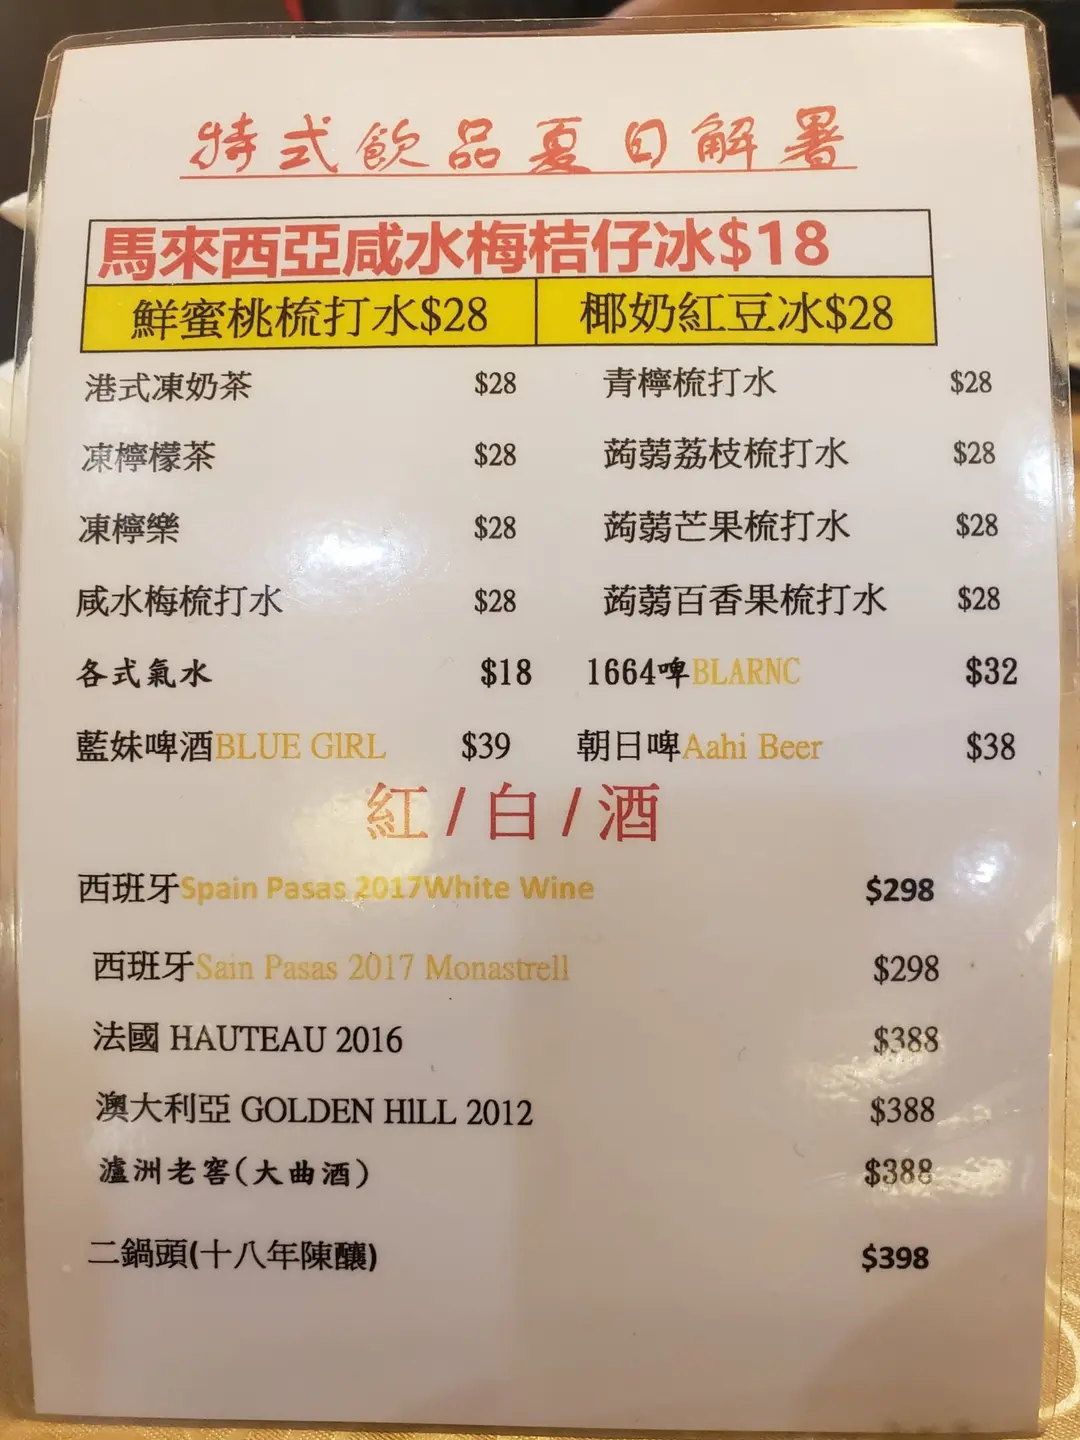 特式飲品夏日解署
馬來西亞咸水梅桔仔冰$18
鮮蜜桃梳打水$28 椰奶紅豆冰$28
港式凍奶茶 $28 青檸梳打水 $28
凍檸檬茶 $28 蒟蒻荔枝梳打水 $28
凍檸樂 $28 蒟蒻芒果梳打水 $28
咸水梅梳打水 $28 蒟蒻百香果梳打水 $28
各式氣水 $18 1664啤BLARNC $32
藍妹啤酒BLUE GIRL $39 朝日啤Aahi Beer $38
紅/白/酒
西班牙Spain Pasas 2017White Wine $298
西班牙Sain Pasas 2017 Monastrell $298
法國 HAUTEAU 2016 $388
澳大利亞 GOLDEN HlLL 2012 $388
瀘洲老窖(大曲酒) $388
二鍋頭(十八年陳釀) $398